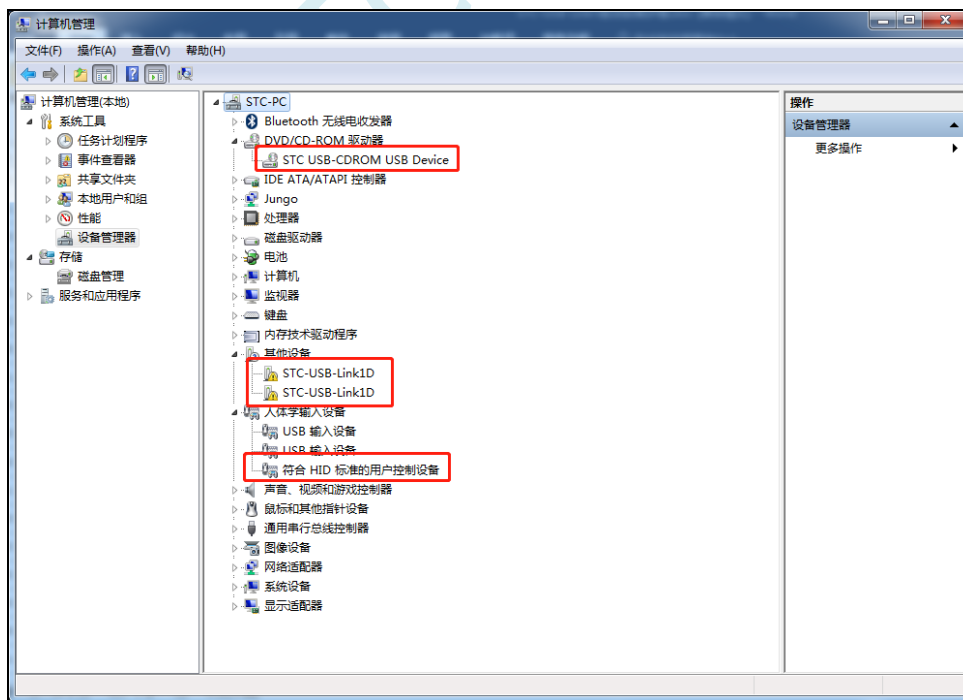 计算机管理
文件(F) 操作(A) 查看(V) 帮助(H)
计算机管理(本地)
系统工具
任务计划程序
事件查看器
共享文件夹
本地用户和组
性能
设备管理器
存储
磁盘管理
服务和应用程序
STC-PC
Bluetooth 无线电收发器
DVD/CD-ROM 驱动器
STC USB-CDROM USB Device
IDE ATA/ATAPI 控制器
Jungo
处理器
磁盘驱动器
电池
计算机
监视器
键盘
内存技术驱动程序
其他设备
STC-USB-Link1D
STC-USB-Link1D
人体学输入设备
USB 输入设备
USB 输入设备
符合 HID 标准的用户控制设备
声音、视频和游戏控制器
鼠标和其他指针设备
通用串行总线控制器
图像设备
网络适配器
系统设备
显示适配器
操作
设备管理器
更多操作